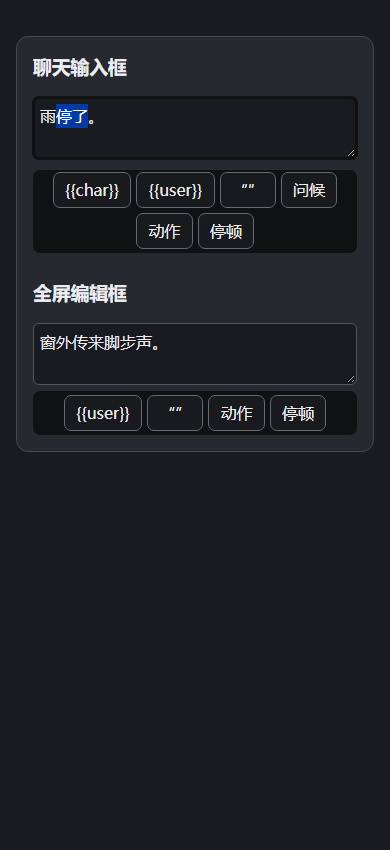 聊天输入框
雨停了。
{{char}} {{user}} “” 问候
动作 停顿
全屏编辑框
窗外传来脚步声。
{{user}} “” 动作 停顿